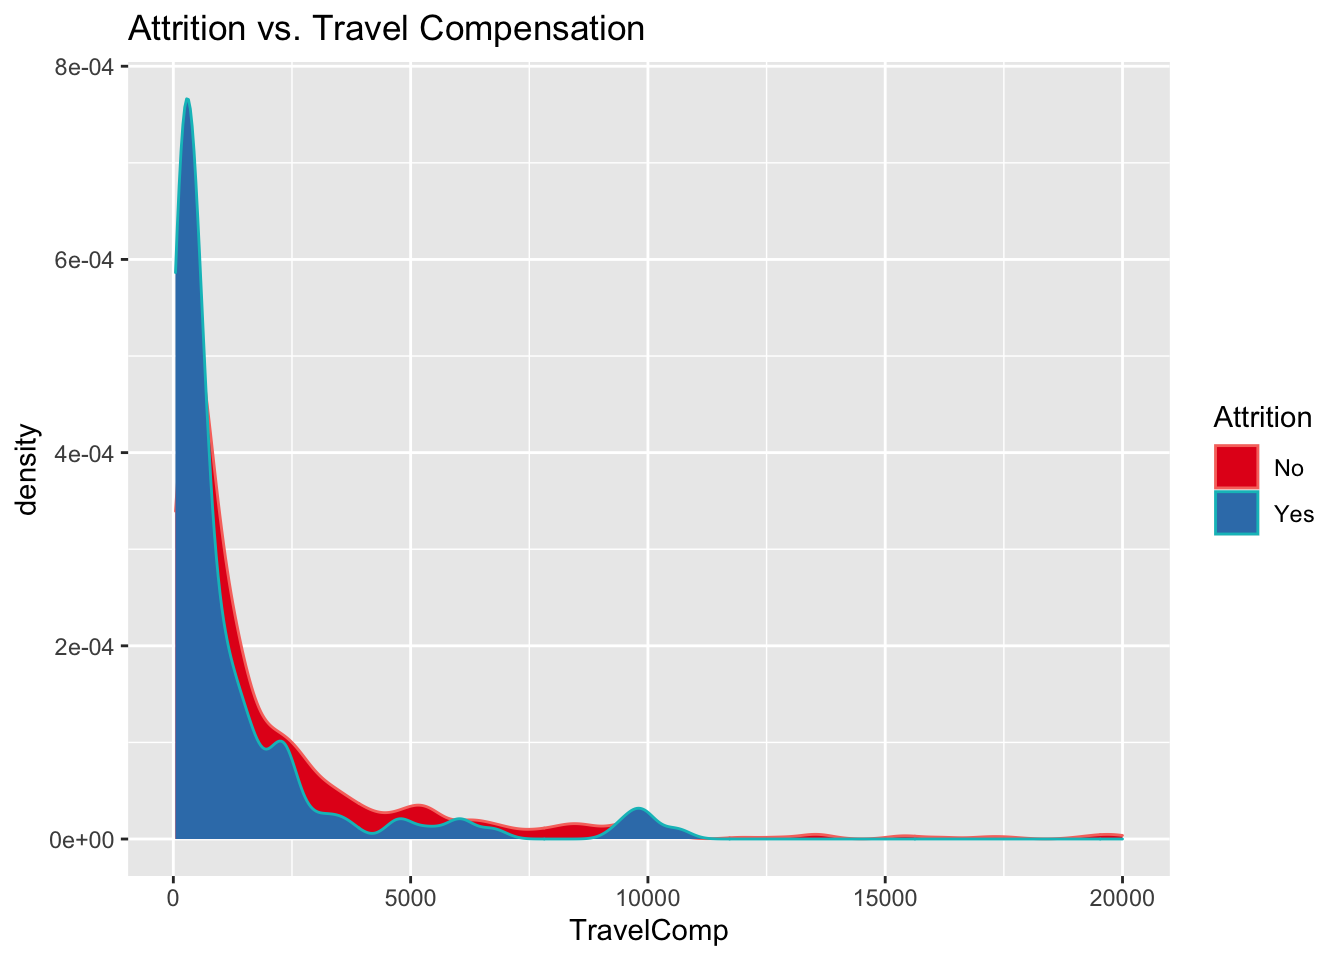 Attrition vs. Travel Compensation
8e-04
6e-04
4e-04
2e-04
0e+00
density
0 5000 10000 15000 20000
TravelComp
Attrition
No
Yes